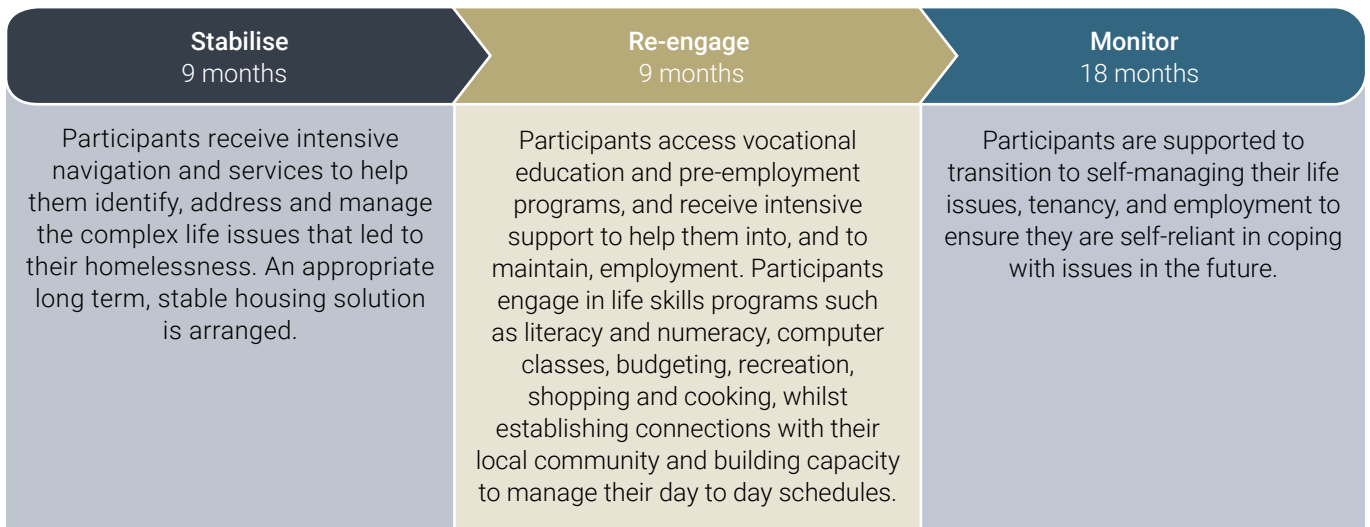 Stabilise
9 months
Participants receive intensive
navigation and services to help
them identify, address and manage
the complex life issues that led to
their homelessness. An appropriate
long term, stable housing solution
is arranged.
Re-engage
9 months
Participants access vocational
education and pre-employment
programs, and receive intensive
support to help them into, and to
maintain, employment. Participants
engage in life skills programs such
as literacy and numeracy, computer
classes, budgeting, recreation,
shopping and cooking, whilst
establishing connections with their
local community and building capacity
to manage their day to day schedules.
Monitor
18 months
Participants are supported to
transition to self-managing their life
issues, tenancy, and employment to
ensure they are self-reliant in coping
with issues in the future.